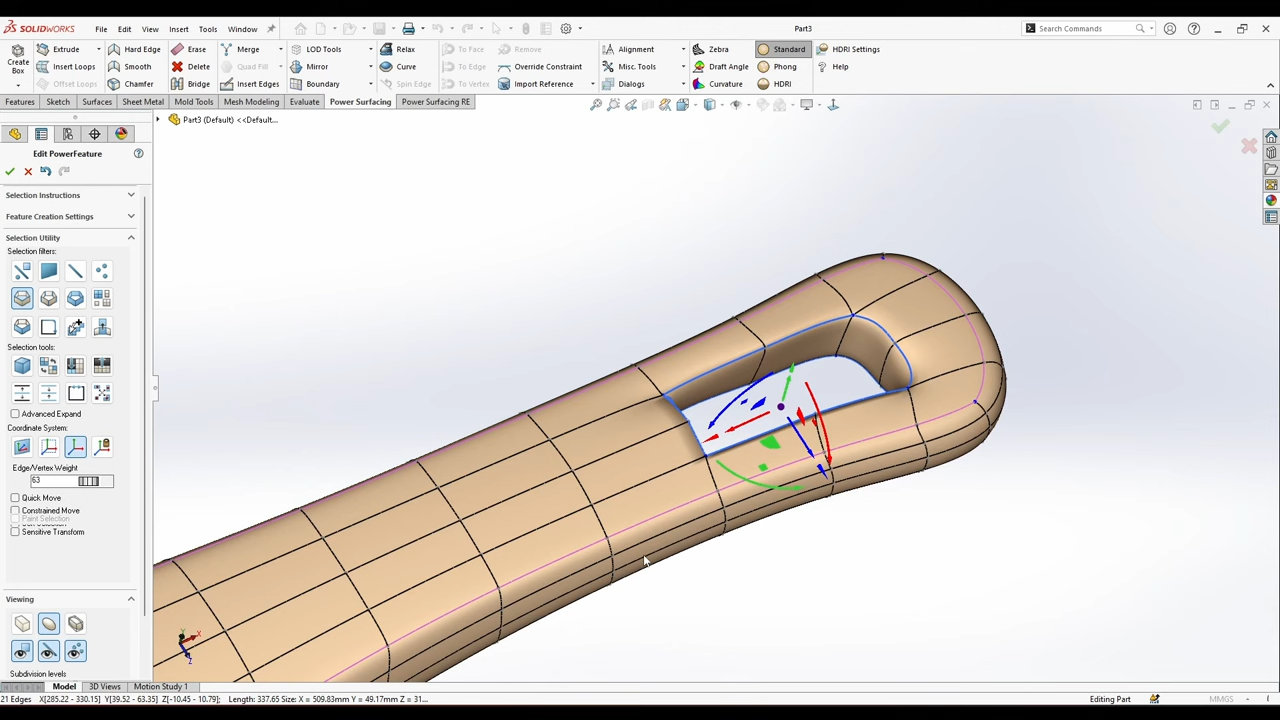 SOLIDWORKS File Edit View Insert Tools Window Part3 Search Commands
Create Box
Extrude Hard Edge Erase Merge LOD Tools Relax To Face Remove Alignment Zebra Standard HDRI Settings
Insert Loops Smooth Delete Quad Fill Mirror Curve To Edge Override Constraint Misc. Tools Draft Angle Phong Help
Offset Loops Chamfer Bridge Insert Edges Boundary Spin Edge To Vertex Import Reference Dialogs Curvature HDRI
Features Sketch Surfaces Sheet Metal Mold Tools Mesh Modeling Evaluate Power Surfacing Power Surfacing RE
Part3 (Default) <<Default...
Edit PowerFeature
Selection Instructions
Feature Creation Settings
Selection Utility
Selection filters:
Selection tools:
Advanced Expand
Coordinate System:
Edge/Vertex Weight
63
Quick Move
Constrained Move
Paint Selection
Sensitive Transform
Viewing
Subdivision levels
Model 3D Views Motion Study 1
21 Edges X[285.22 - 330.15] Y[39.52 - 63.35] Z[-10.45 - 10.79]; Length: 337.65 Size: X = 509.83mm Y = 49.17mm Z = 31... Editing Part MMGS